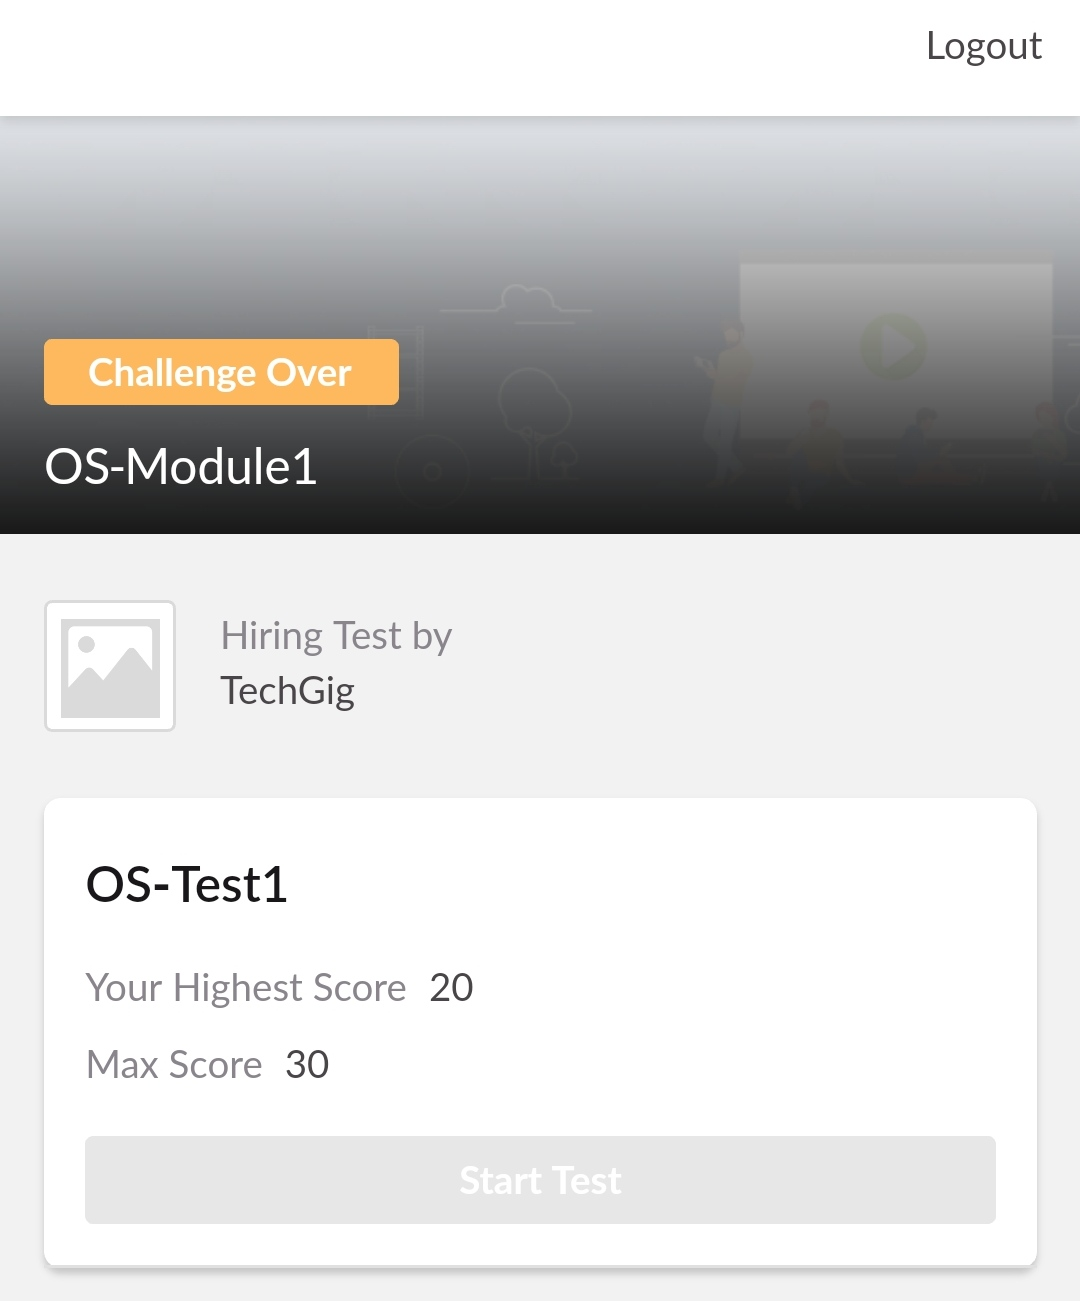 Logout
Challenge Over
OS-Module1
Hiring Test by
TechGig
OS-Test1
Your Highest Score 20
Max Score 30
Start Test